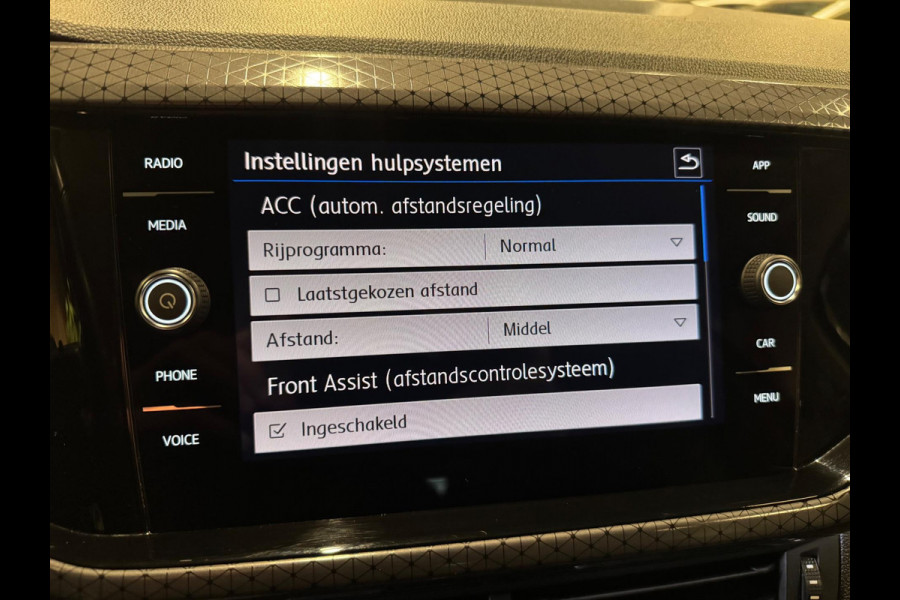 RADIO
MEDIA
PHONE
VOICE
Instellingen hulpsystemen
ACC (autom. afstandsregeling)
Rijprogramma: Normal
Laatstgekozen afstand
Afstand: Middel
Front Assist (afstandscontrolesysteem)
Ingeschakeld
APP
SOUND
CAR
MENU